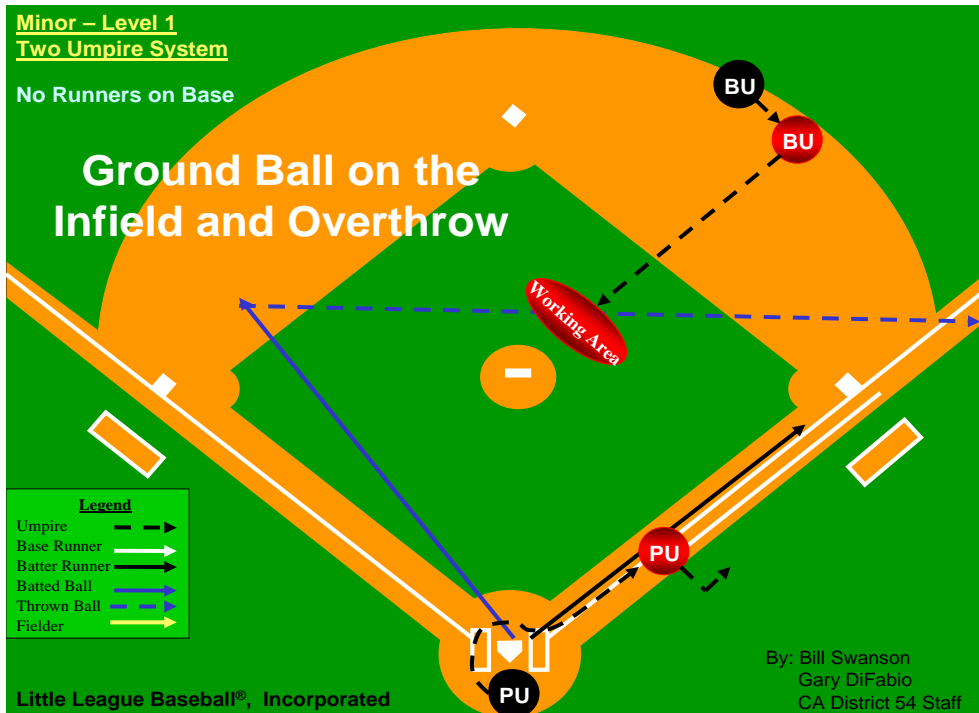 Minor – Level 1
Two Umpire System
No Runners on Base
Ground Ball on the
Infield and Overthrow
BU
BU
Working Area
PU
PU
Legend
Umpire
Base Runner
Batter Runner
Batted Ball
Thrown Ball
Fielder
Little League Baseball®, Incorporated
By: Bill Swanson
Gary DiFabio
CA District 54 Staff